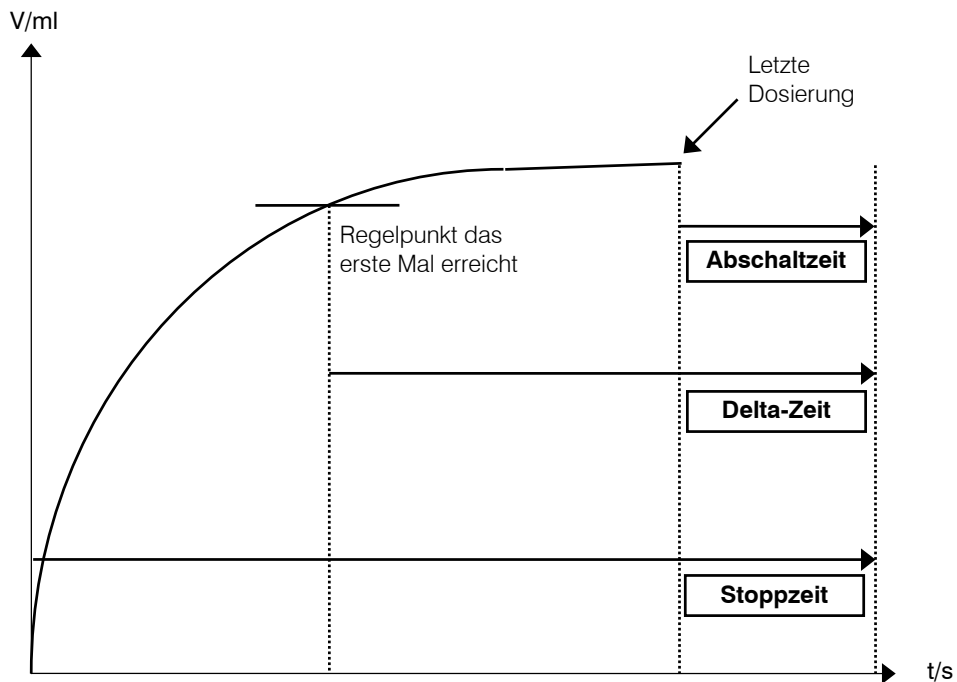 V/ml
Letzte
Dosierung
Regelpunkt das
erste Mal erreicht
Abschaltzeit
Delta-Zeit
Stoppzeit
t/s